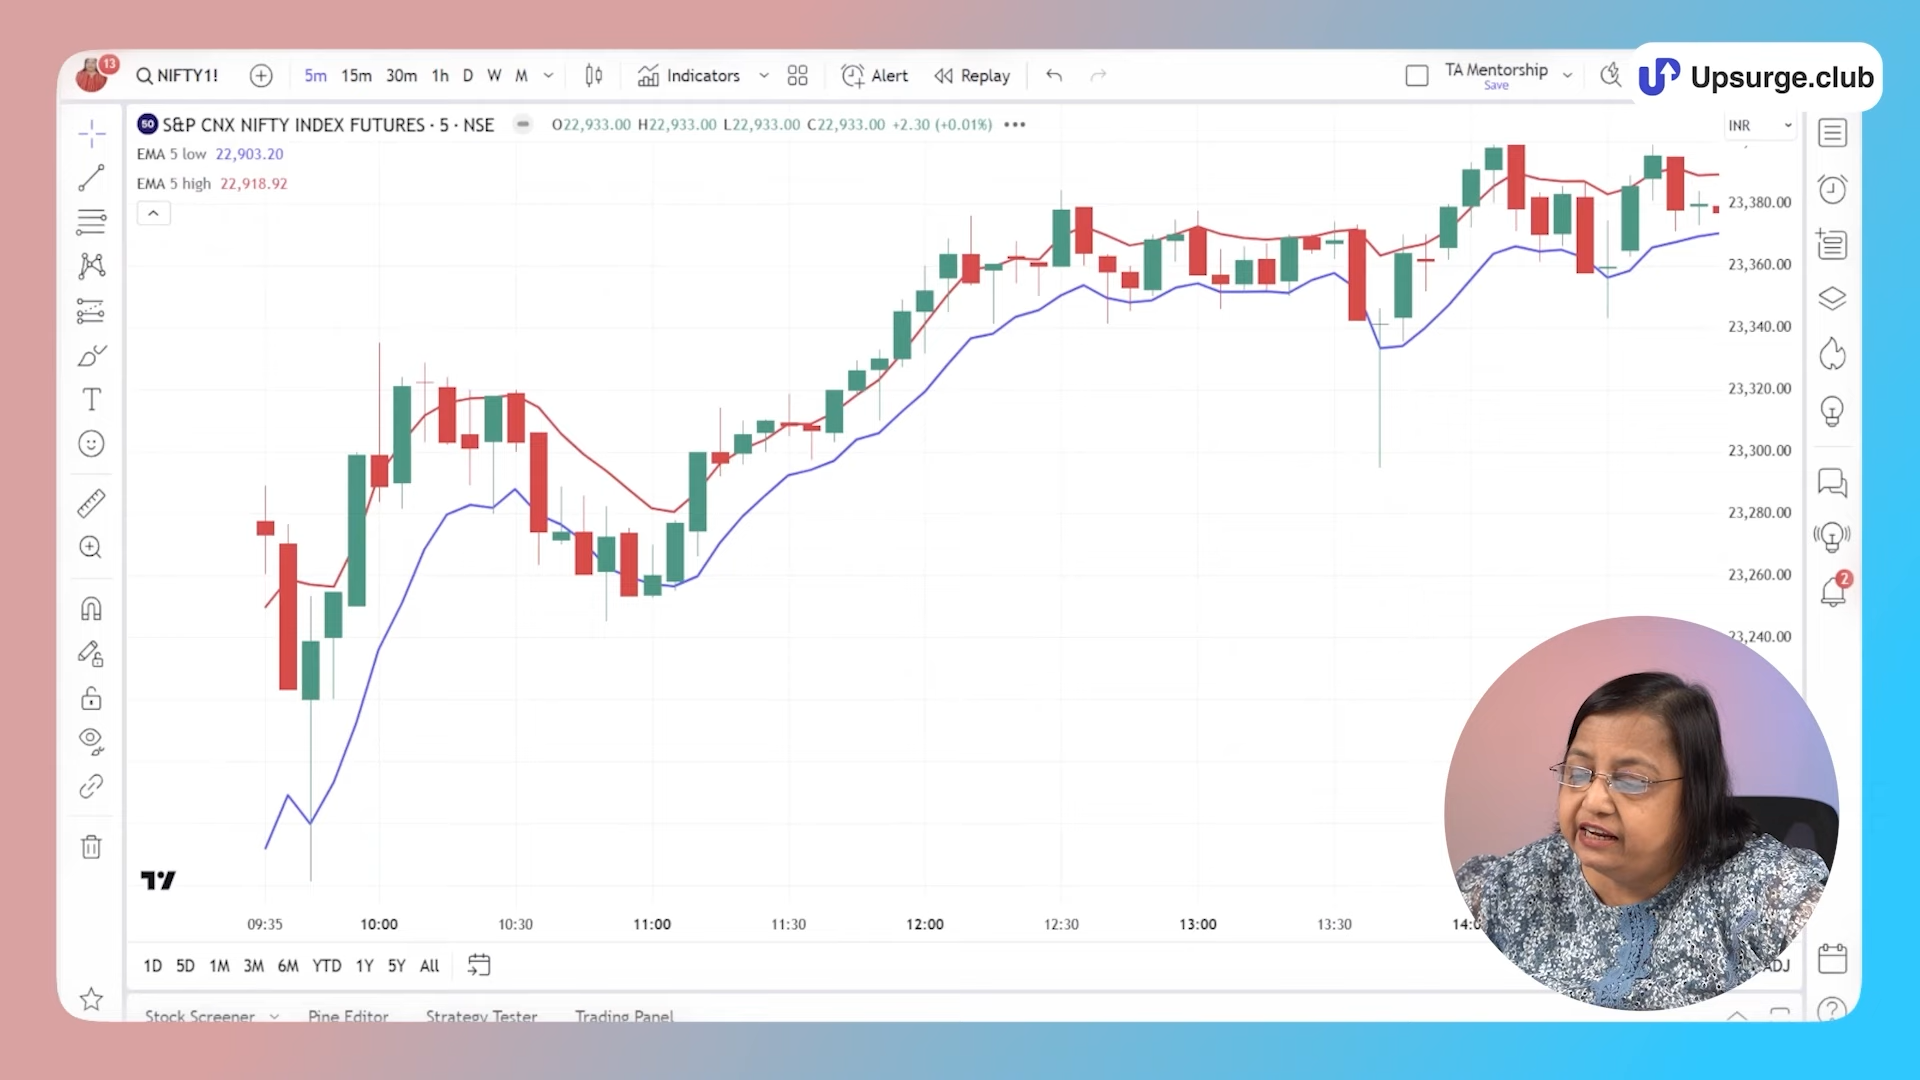 13
NIFTY1!
5m 15m 30m 1h D W M
Indicators
Alert
Replay
TA Mentorship
Save
Upsurge.club
50 S&P CNX NIFTY INDEX FUTURES · 5 · NSE
O22,933.00 H22,933.00 L22,933.00 C22,933.00 +2.30 (+0.01%)
INR
EMA 5 low 22,903.20
EMA 5 high 22,918.92
23,380.00
23,360.00
23,340.00
23,320.00
23,300.00
23,280.00
23,260.00
23,240.00
2
09:35 10:00 10:30 11:00 11:30 12:00 12:30 13:00 13:30
1D 5D 1M 3M 6M YTD 1Y 5Y All
Stock Screener Pine Editor Strategy Tester Trading Panel